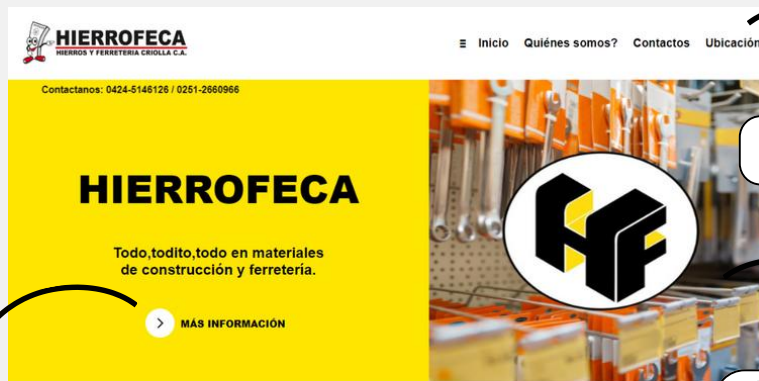 HIERROFECA
HIERROS Y FERRETERIA CRIOLLA C.A.
Inicio Quiénes somos? Contactos Ubicación
Contactanos: 0424-5146126 / 0251-2660966
HIERROFECA
Todo,todito,todo en materiales
de construcción y ferretería.
MÁS INFORMACIÓN
HF